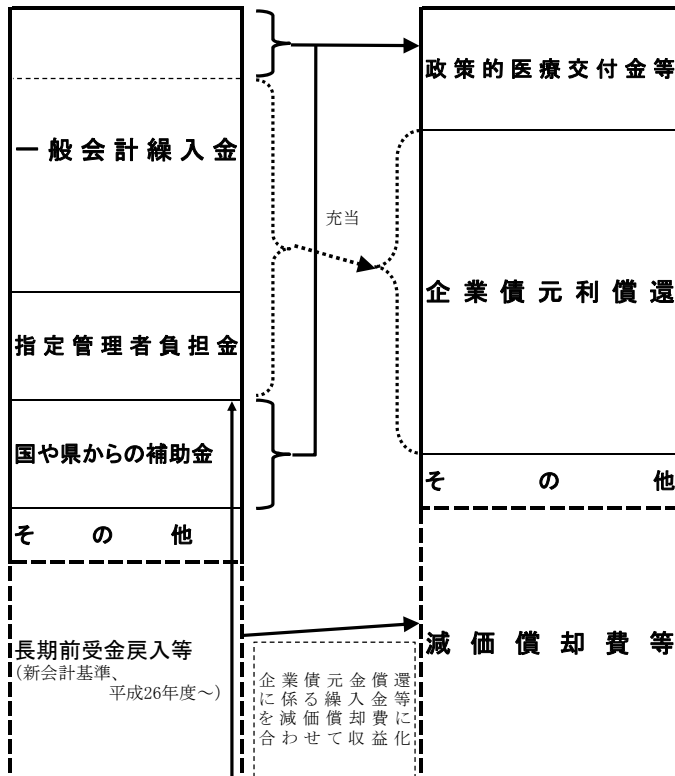 政策的医療交付金等
一般会計繰入金
充当
企業債元利償還
指定管理者負担金
国や県からの補助金
その他
その他
長期前受金戻入等
(新会計基準、
平成26年度～)
減価償却費等
企業債元金償還
に係る繰入金等
を減価償却費に
合わせて収益化